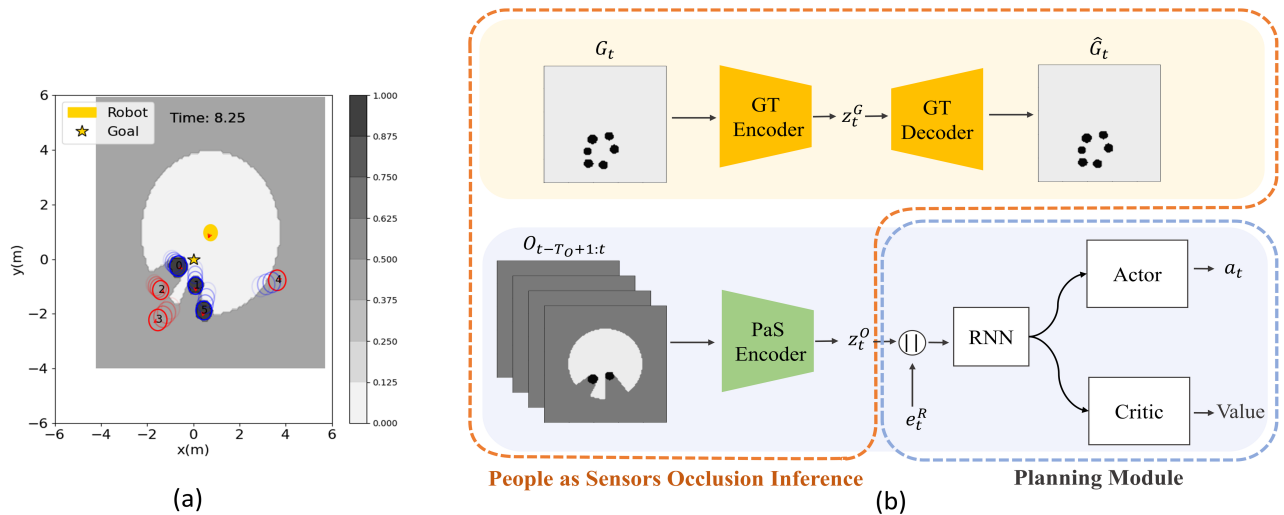 Robot
Goal
Time: 8.25
6
4
2
0
−2
−4
−6
y(m)
−6
−4
−2
0
2
4
6
x(m)
0
1
2
3
4
5
1.000
0.875
0.750
0.625
0.500
0.375
0.250
0.125
0.000
(a)
G_t
GT
Encoder
z_t^G
GT
Decoder
Ĝ_t
O_{t−T_O+1:t}
PaS
Encoder
z_t^O
||
e_t^R
RNN
Actor
a_t
Critic
Value
People as Sensors Occlusion Inference
Planning Module
(b)